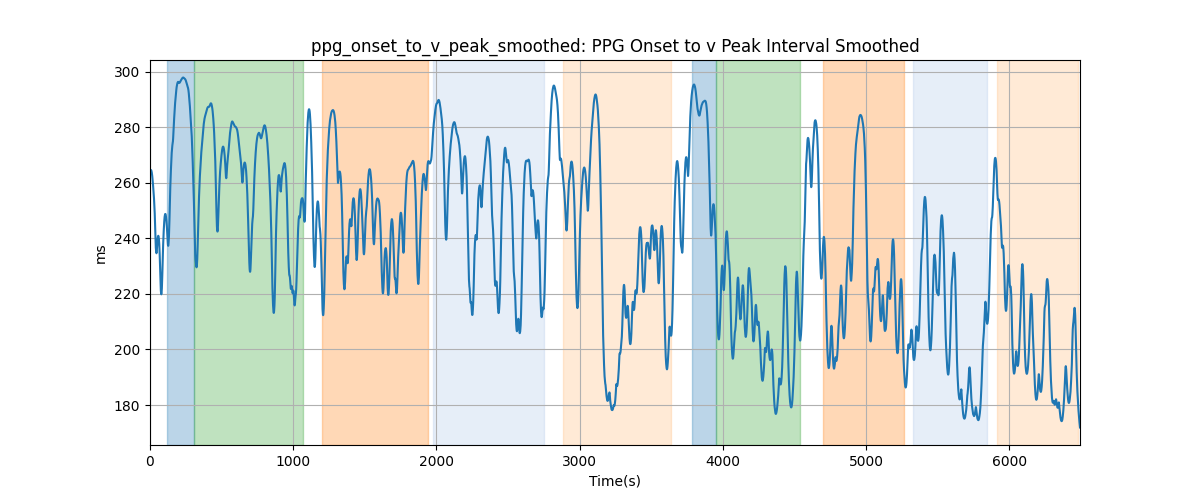 ppg_onset_to_v_peak_smoothed: PPG Onset to v Peak Interval Smoothed
300
280
260
240
220
200
180
ms
0 1000 2000 3000 4000 5000 6000
Time(s)